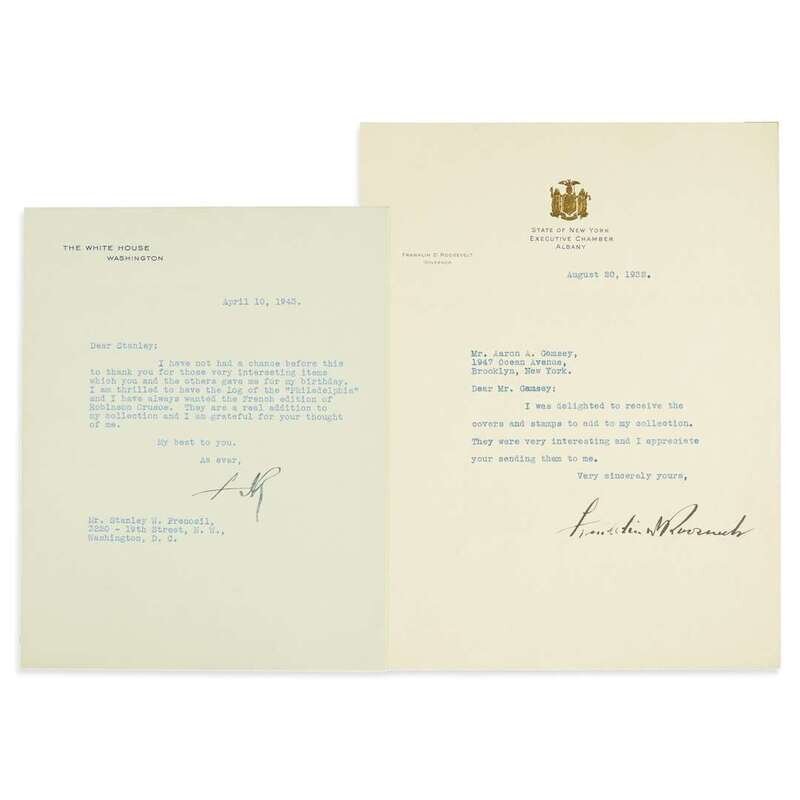 THE WHITE HOUSE
WASHINGTON
April 10, 1943.
Dear Stanley:
I have not had a chance before this
to thank you for those very interesting items
which you and the others gave me for my birthday.
I am thrilled to have the Log of the "Philadelphia"
and I have always wanted the French edition of
Robinson Crusoe. They are a real addition to
my collection and I am grateful for your thought
of me.
My best to you.
As ever,
Mr. Stanley W. Prenosil,
3220 - 19th Street, N. W.,
Washington, D. C.
STATE OF NEW YORK
EXECUTIVE CHAMBER
ALBANY
FRANKLIN D. ROOSEVELT
GOVERNOR
August 20, 1932.
Mr. Aaron A. Gamsey,
1947 Ocean Avenue,
Brooklyn, New York.
Dear Mr. Gamsey:
I was delighted to receive the
covers and stamps to add to my collection.
They were very interesting and I appreciate
your sending them to me.
Very sincerely yours,
Franklin D Roosevelt